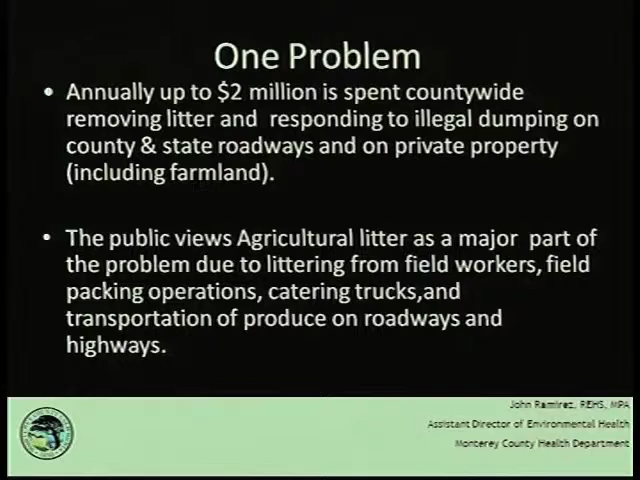 One Problem
• Annually up to $2 million is spent countywide
removing litter and responding to illegal dumping on
county & state roadways and on private property
(including farmland).
• The public views Agricultural litter as a major part of
the problem due to littering from field workers, field
packing operations, catering trucks,and
transportation of produce on roadways and
highways.
John Ramirez, REHS, MPA
Assistant Director of Environmental Health
Monterey County Health Department